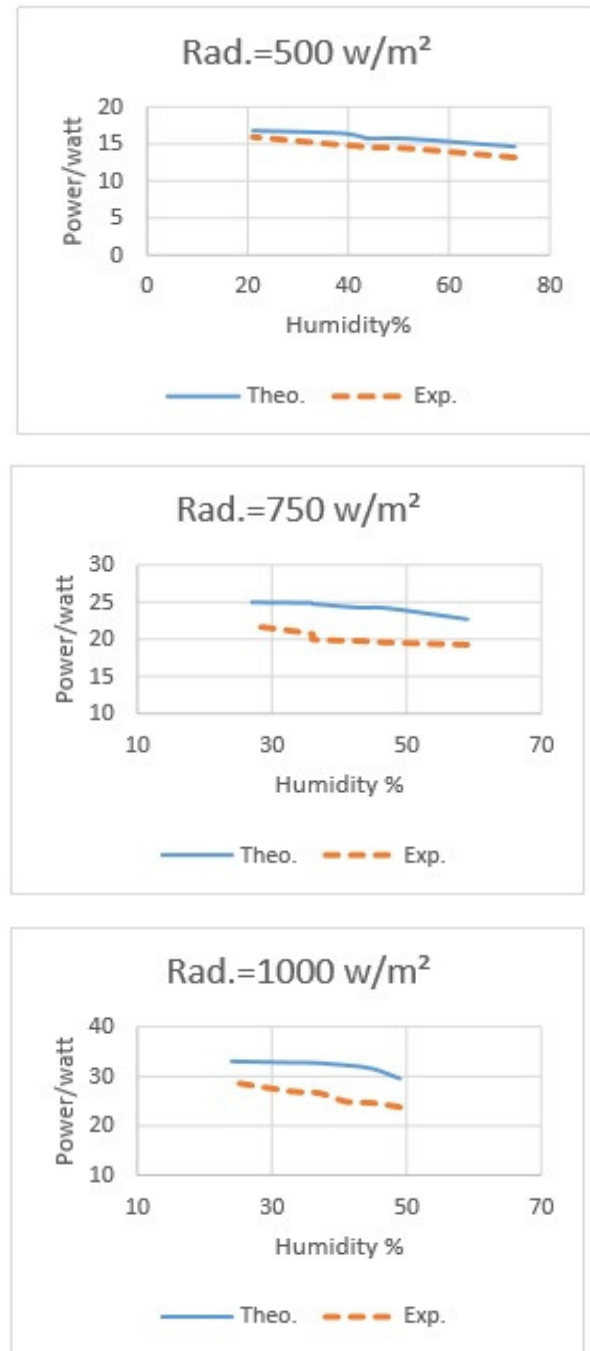 Rad.=500 w/m²
Power/watt
20
15
10
5
0
0 20 40 60 80
Humidity%
Theo. Exp.
Rad.=750 w/m²
Power/watt
30
25
20
15
10
10 30 50 70
Humidity %
Theo. Exp.
Rad.=1000 w/m²
Power/watt
40
30
20
10
10 30 50 70
Humidity %
Theo. Exp.